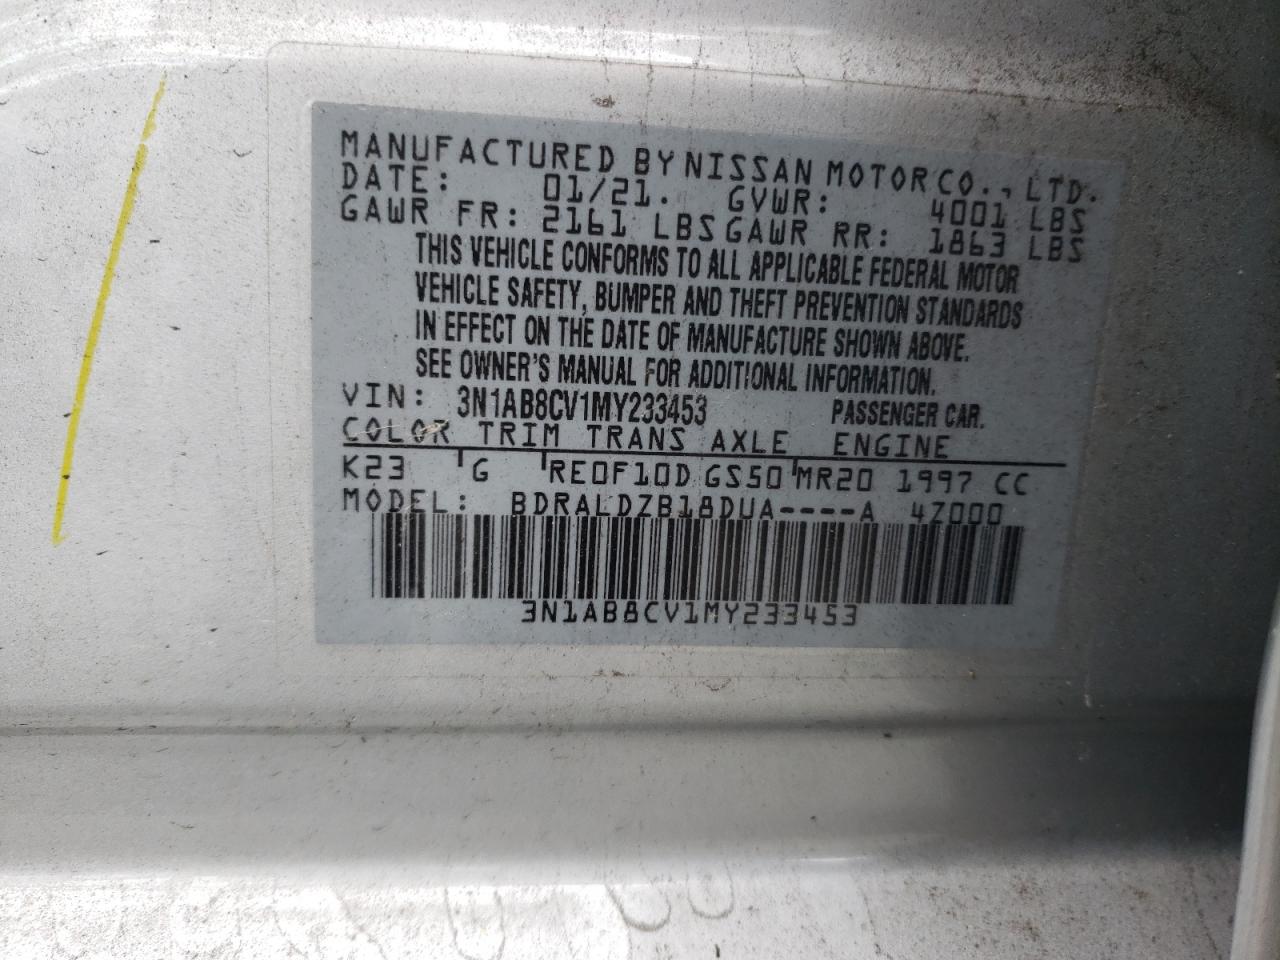 MANUFACTURED BY NISSAN MOTOR CO., LTD.
DATE: 01/21. GVWR: 4001 LBS
GAWR FR: 2161 LBS GAWR RR: 1863 LBS
THIS VEHICLE CONFORMS TO ALL APPLICABLE FEDERAL MOTOR
VEHICLE SAFETY, BUMPER AND THEFT PREVENTION STANDARDS
IN EFFECT ON THE DATE OF MANUFACTURE SHOWN ABOVE.
SEE OWNER'S MANUAL FOR ADDITIONAL INFORMATION.
VIN: 3N1AB8CV1MY233453 PASSENGER CAR.
COLOR TRIM TRANS AXLE ENGINE
K23 G RE0F10D GS50 MR20 1997 CC
MODEL: BDRALDZB18DUA----A 4Z000
3N1AB8CV1MY233453